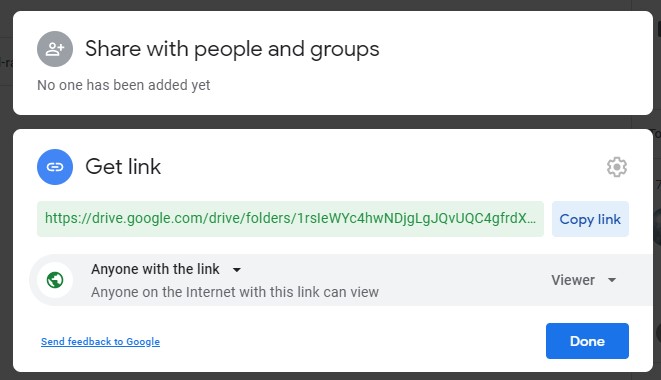 Share with people and groups
No one has been added yet
Get link
https://drive.google.com/drive/folders/1rsIeWYc4hwNDjgLgJQvUQC4gfrdX...
Copy link
Anyone with the link
Anyone on the Internet with this link can view
Viewer
Send feedback to Google
Done